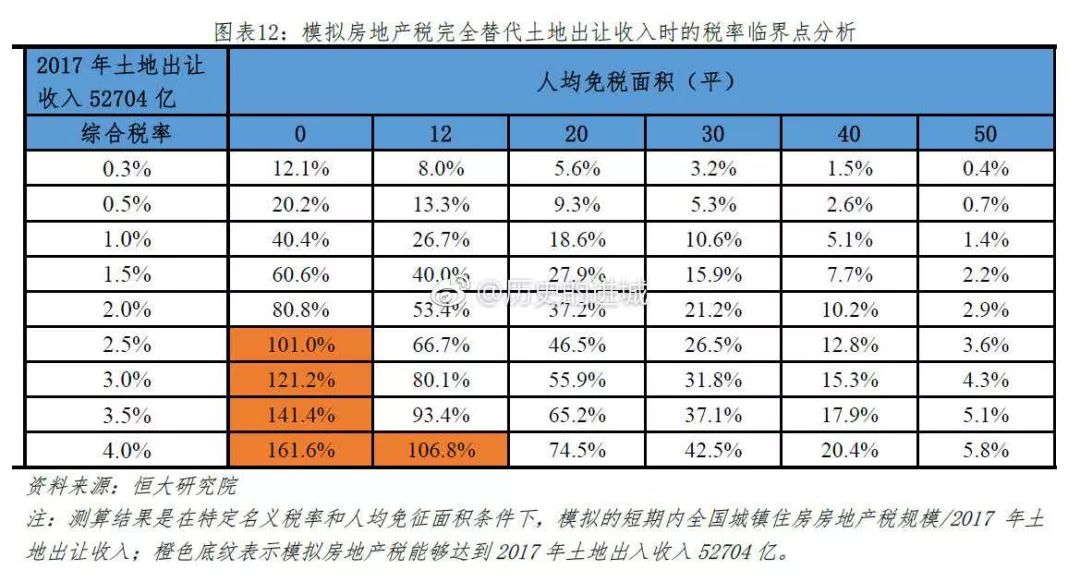 图表12：模拟房地产税完全替代土地出让收入时的税率临界点分析
2017 年土地出让
收入 52704 亿
人均免税面积（平）
综合税率 0 12 20 30 40 50
0.3% 12.1% 8.0% 5.6% 3.2% 1.5% 0.4%
0.5% 20.2% 13.3% 9.3% 5.3% 2.6% 0.7%
1.0% 40.4% 26.7% 18.6% 10.6% 5.1% 1.4%
1.5% 60.6% 40.0% 27.9% 15.9% 7.7% 2.2%
@历史的进城
2.0% 80.8% 53.4% 37.2% 21.2% 10.2% 2.9%
2.5% 101.0% 66.7% 46.5% 26.5% 12.8% 3.6%
3.0% 121.2% 80.1% 55.9% 31.8% 15.3% 4.3%
3.5% 141.4% 93.4% 65.2% 37.1% 17.9% 5.1%
4.0% 161.6% 106.8% 74.5% 42.5% 20.4% 5.8%
资料来源：恒大研究院
注：测算结果是在特定名义税率和人均免征面积条件下，模拟的短期内全国城镇住房房地产税规模/2017 年土
地出让收入；橙色底纹表示模拟房地产税能够达到 2017 年土地出入收入 52704 亿。